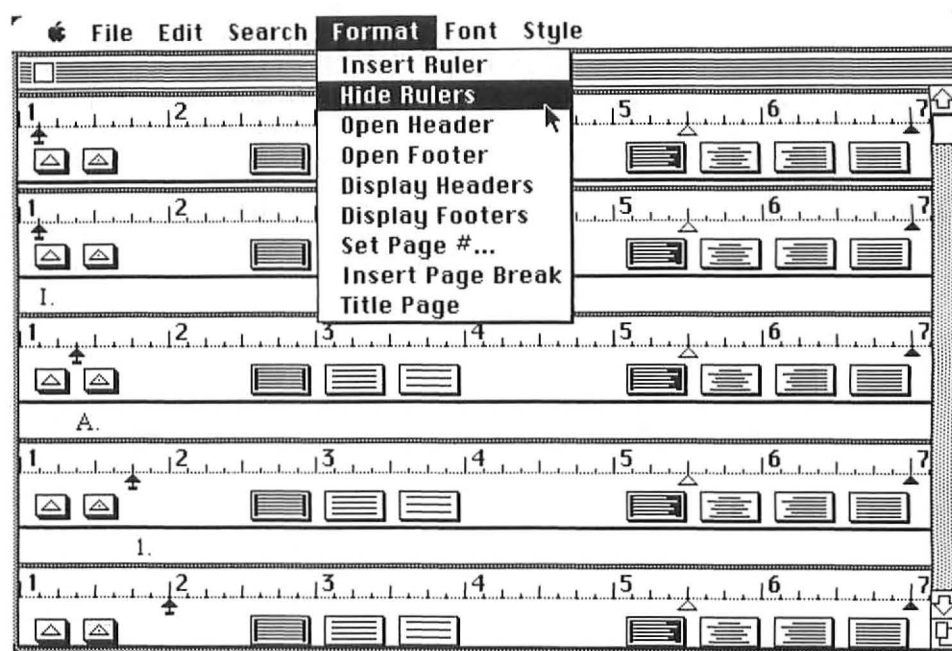 File Edit Search Format Font Style
Insert Ruler
Hide Rulers
Open Header
Open Footer
Display Headers
Display Footers
Set Page #...
Insert Page Break
Title Page
1 2 5 6 7
1 2 5 6 7
I.
1 2 3 4 5 6 7
A.
1 2 3 4 5 6 7
1.
1 2 3 4 5 6 7